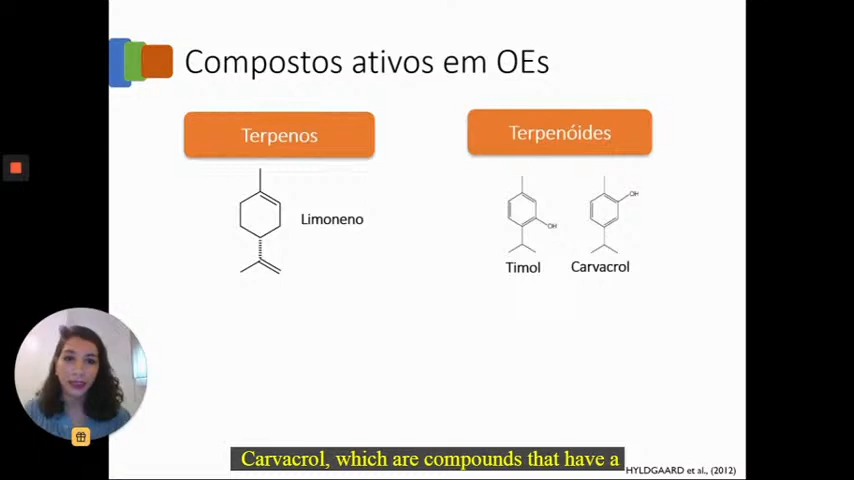 Compostos ativos em OEs
Terpenos
Terpenóides
Limoneno
OH
OH
Timol
Carvacrol
Carvacrol, which are compounds that have a
HYLDGAARD et al., (2012)